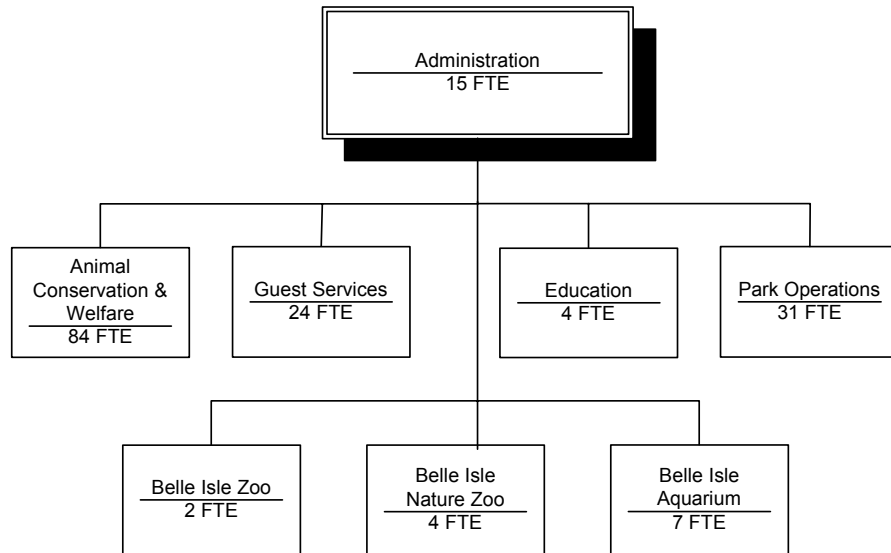 Administration
15 FTE
Animal
Conservation &
Welfare
84 FTE
Guest Services
24 FTE
Education
4 FTE
Park Operations
31 FTE
Belle Isle Zoo
2 FTE
Belle Isle
Nature Zoo
4 FTE
Belle Isle
Aquarium
7 FTE